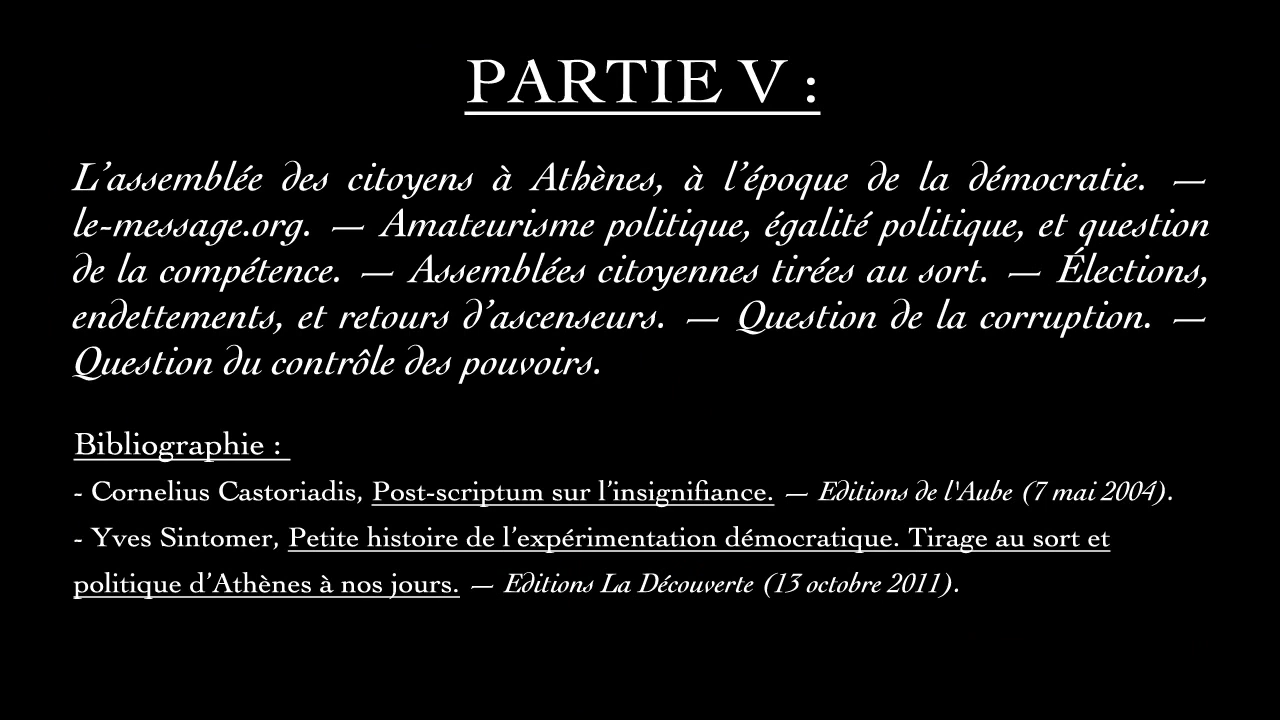 PARTIE V :
L’assemblée des citoyens à Athènes, à l’époque de la démocratie. —
le-message.org. — Amateurisme politique, égalité politique, et question
de la compétence. — Assemblées citoyennes tirées au sort. — Élections,
endettements, et retours d’ascenseurs. — Question de la corruption. —
Question du contrôle des pouvoirs.
Bibliographie :
- Cornelius Castoriadis, Post-scriptum sur l’insignifiance. — Editions de l'Aube (7 mai 2004).
- Yves Sintomer, Petite histoire de l’expérimentation démocratique. Tirage au sort et
politique d’Athènes à nos jours. — Editions La Découverte (13 octobre 2011).